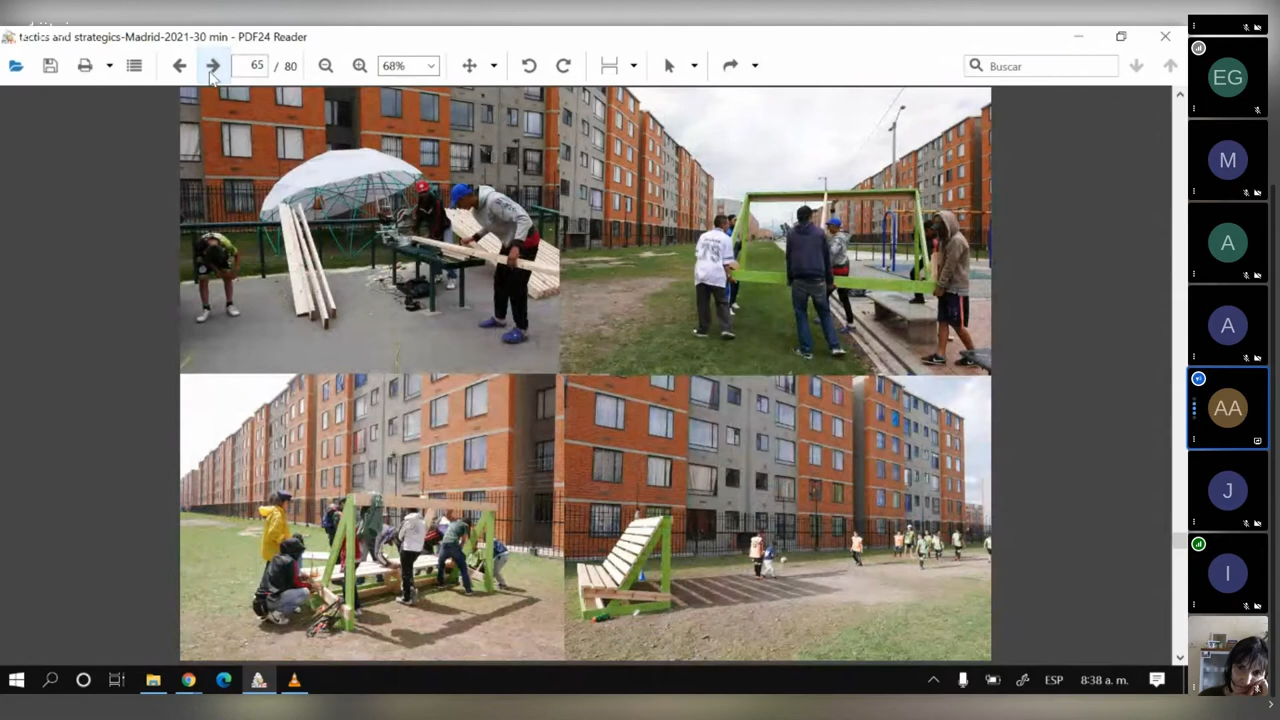 tactics and strategics-Madrid-2021-30 min - PDF24 Reader
65 / 80
68%
Buscar
EG
M
A
A
AA
J
I
ESP
8:38 a. m.